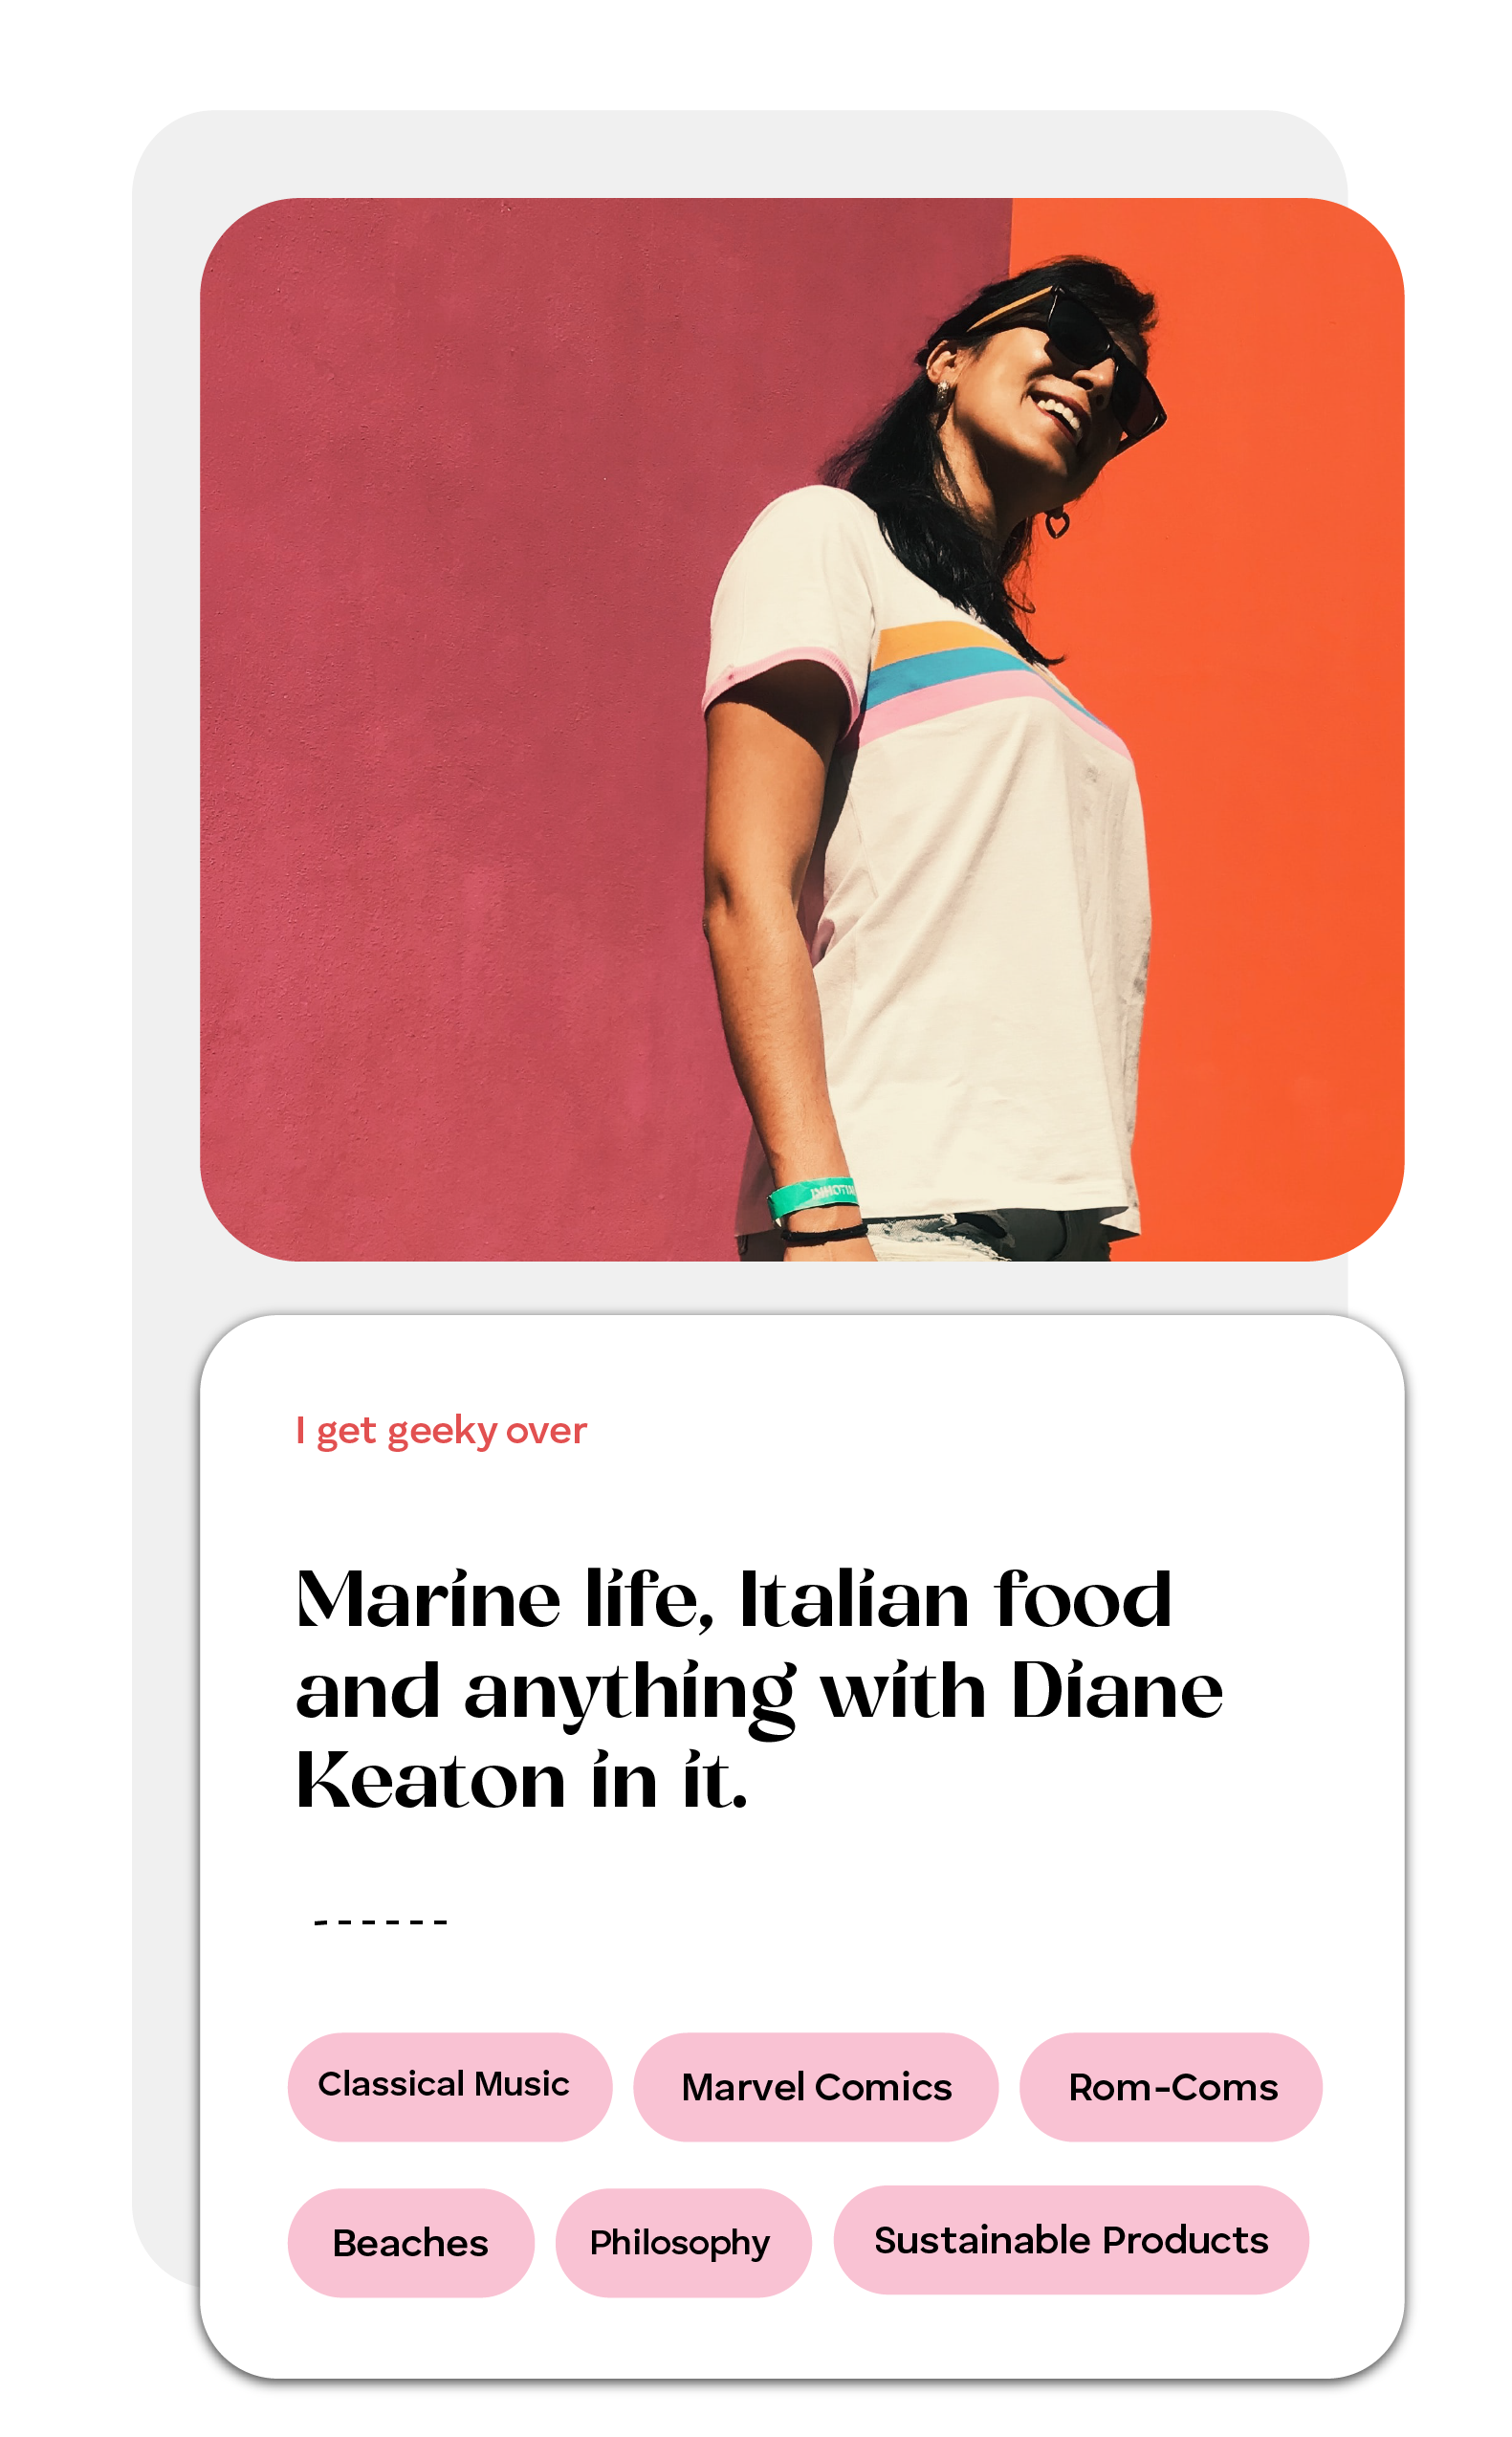 I get geeky over
Marine life, Italian food
and anything with Diane
Keaton in it.
------
Classical Music
Marvel Comics
Rom-Coms
Beaches
Philosophy
Sustainable Products